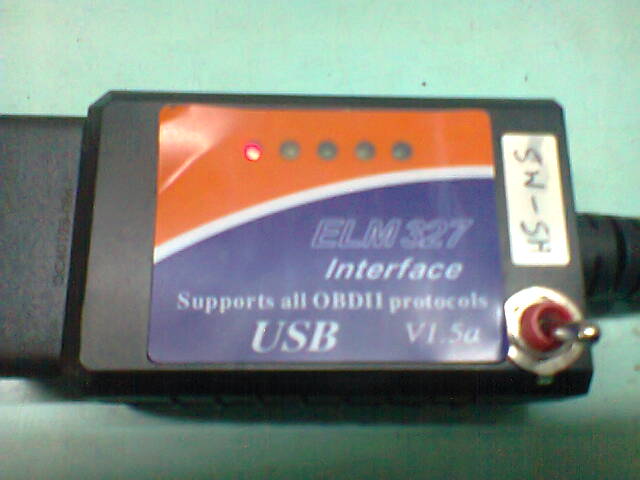 ELM 327
Interface
Supports all OBDII protocols
USB V1.5a
HS-MS